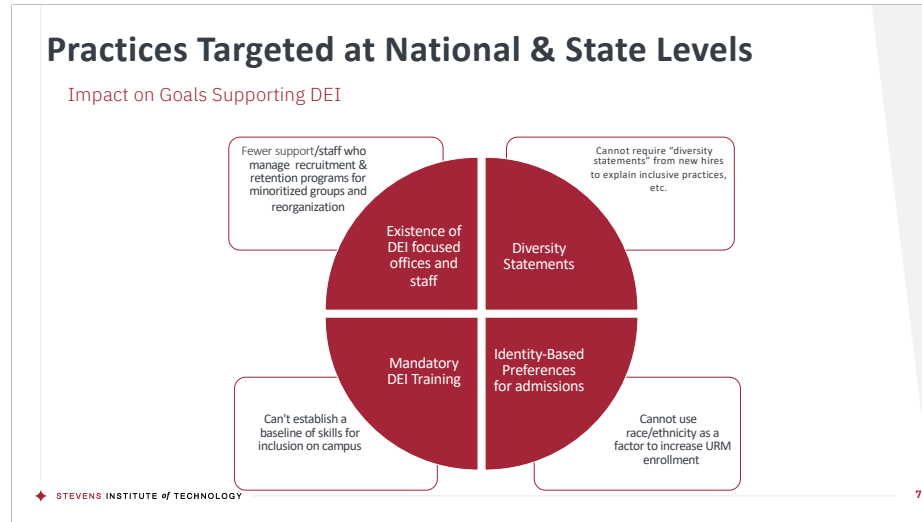 Practices Targeted at National & State Levels
Impact on Goals Supporting DEI
Fewer support/staff who
manage recruitment &
retention programs for
minoritized groups and
reorganization
Cannot require “diversity
statements” from new hires
to explain inclusive practices,
etc.
Existence of
DEI focused
offices and
staff
Diversity
Statements
Mandatory
DEI Training
Identity-Based
Preferences
for admissions
Can't establish a
baseline of skills for
inclusion on campus
Cannot use
race/ethnicity as a
factor to increase URM
enrollment
STEVENS INSTITUTE of TECHNOLOGY
7